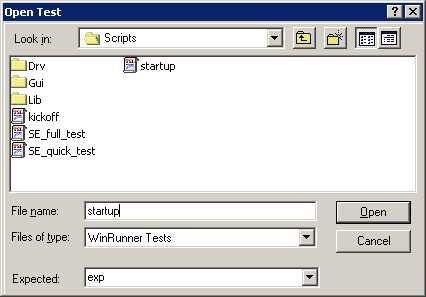 Open Test
Look in: Scripts
Drv startup
Gui
Lib
kickoff
SE_full_test
SE_quick_test
File name: startup Open
Files of type: WinRunner Tests Cancel
Expected: exp